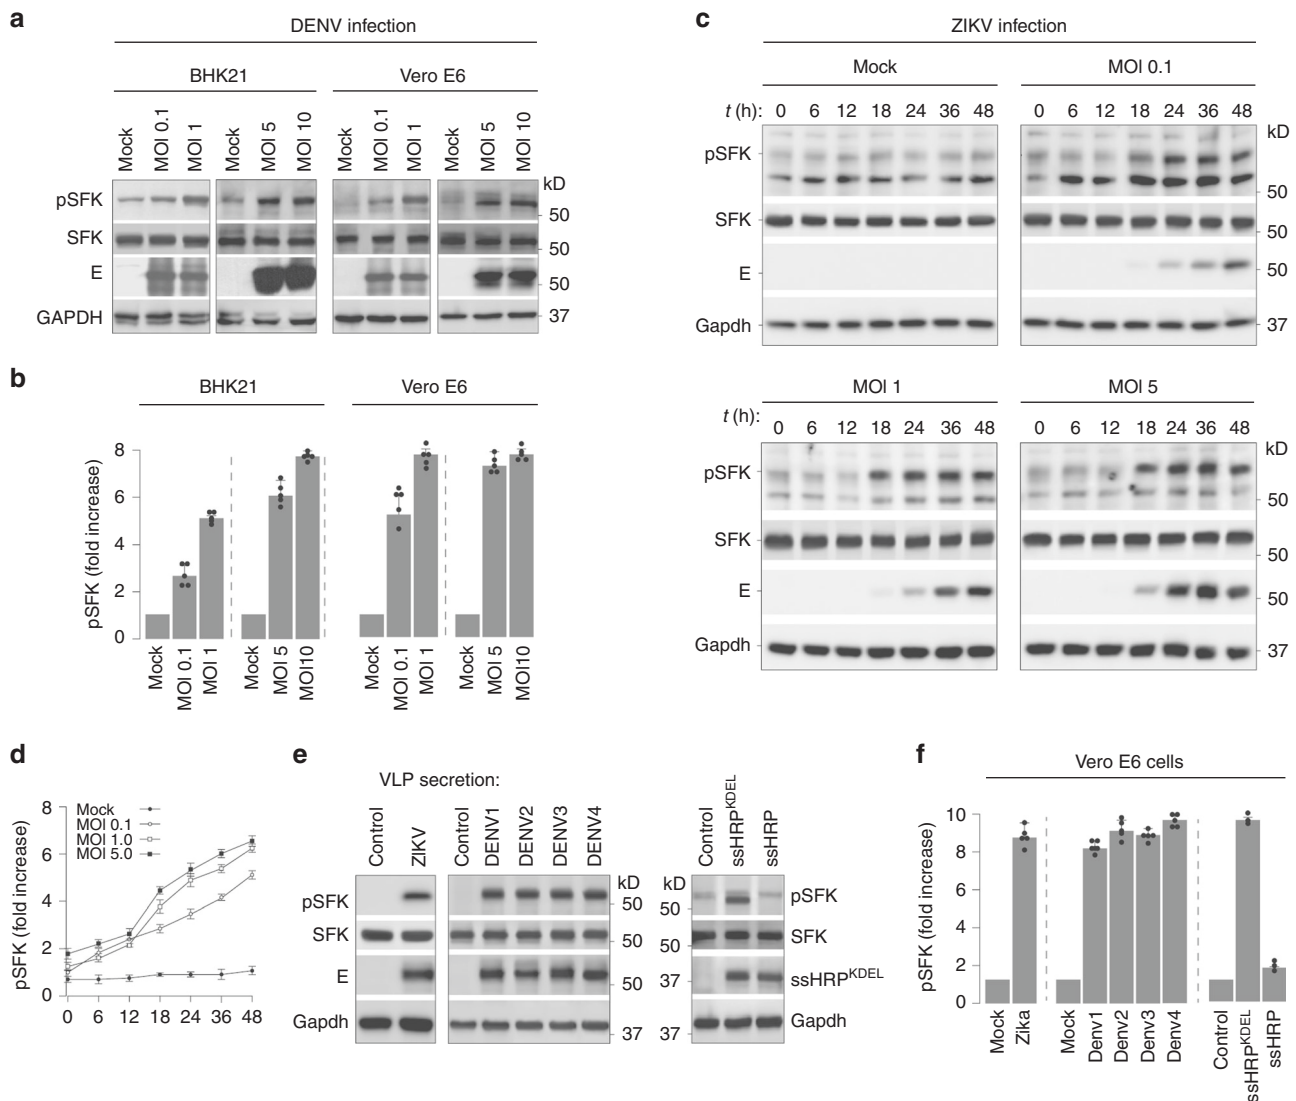 a
DENV infection
BHK21
Vero E6
Mock
MOI 0.1
MOI 1
Mock
MOI 5
MOI 10
Mock
MOI 0.1
MOI 1
Mock
MOI 5
MOI 10
kD
pSFK
50
SFK
50
E
50
GAPDH
37
b
BHK21
Vero E6
pSFK (fold increase)
8
6
4
2
0
Mock
MOI 0.1
MOI 1
Mock
MOI 5
MOI10
Mock
MOI 0.1
MOI 1
Mock
MOI 5
MOI10
c
ZIKV infection
Mock
MOI 0.1
t (h): 0 6 12 18 24 36 48
0 6 12 18 24 36 48
kD
pSFK
50
SFK
50
E
50
Gapdh
37
MOI 1
MOI 5
t (h):
0 6 12 18 24 36 48
0 6 12 18 24 36 48
kD
pSFK
50
SFK
50
E
50
Gapdh
37
d
pSFK (fold increase)
8
6
4
2
0
Mock
MOI 0.1
MOI 1.0
MOI 5.0
0 6 12 18 24 36 48
e
VLP secretion:
Control
ZIKV
Control
DENV1
DENV2
DENV3
DENV4
Control
ssHRPKDEL
ssHRP
kD
kD
pSFK
50
50
pSFK
SFK
50
50
SFK
E
50
37
ssHRPKDEL
Gapdh
37
Gapdh
f
Vero E6 cells
pSFK (fold increase)
10
8
6
4
2
0
Mock
Zika
Mock
Denv1
Denv2
Denv3
Denv4
Control
ssHRPKDEL
ssHRP